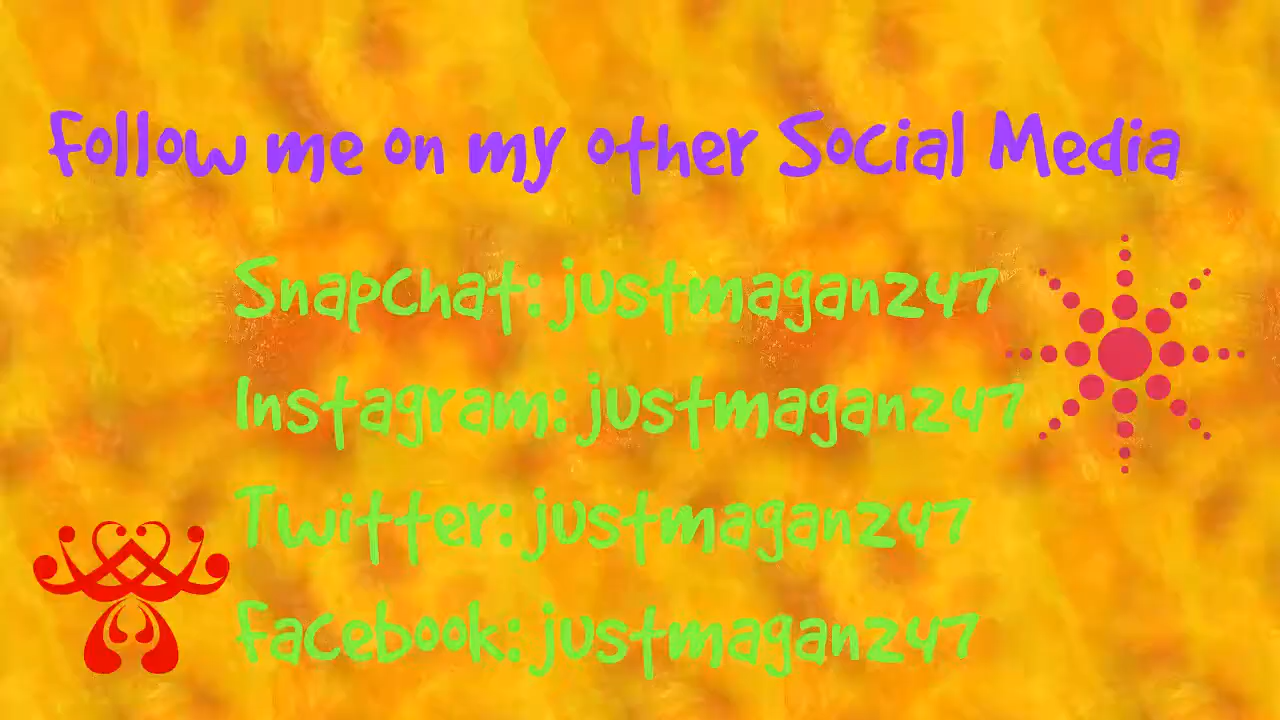 Follow me on my other Social Media
Snapchat: justmagan247
Instagram: justmagan247
Twitter: justmagan247
Facebook: justmagan247